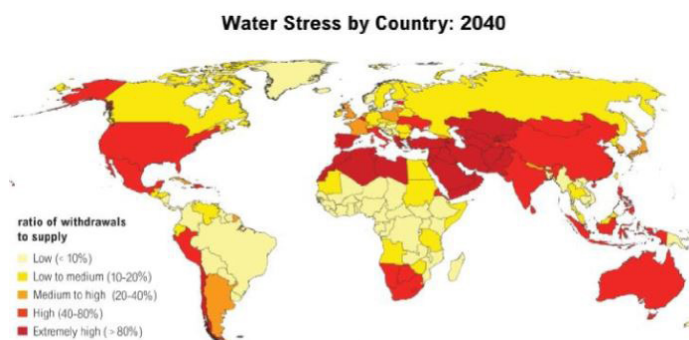 Water Stress by Country: 2040
ratio of withdrawals
to supply
Low (< 10%)
Low to medium (10-20%)
Medium to high (20-40%)
High (40-80%)
Extremely high (> 80%)